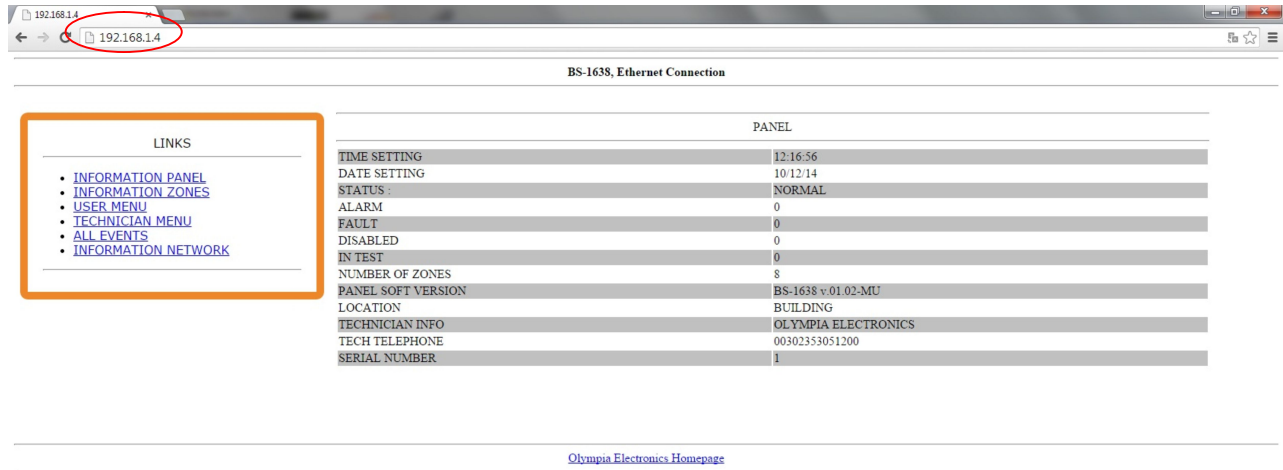 192.168.1.4
192.168.1.4
BS-1638, Ethernet Connection
LINKS
INFORMATION PANEL
INFORMATION ZONES
USER MENU
TECHNICIAN MENU
ALL EVENTS
INFORMATION NETWORK
PANEL
TIME SETTING 12:16:56
DATE SETTING 10/12/14
STATUS : NORMAL
ALARM 0
FAULT 0
DISABLED 0
IN TEST 0
NUMBER OF ZONES 8
PANEL SOFT VERSION BS-1638 v.01.02-MU
LOCATION BUILDING
TECHNICIAN INFO OLYMPIA ELECTRONICS
TECH TELEPHONE 00302353051200
SERIAL NUMBER 1
Olympia Electronics Homepage